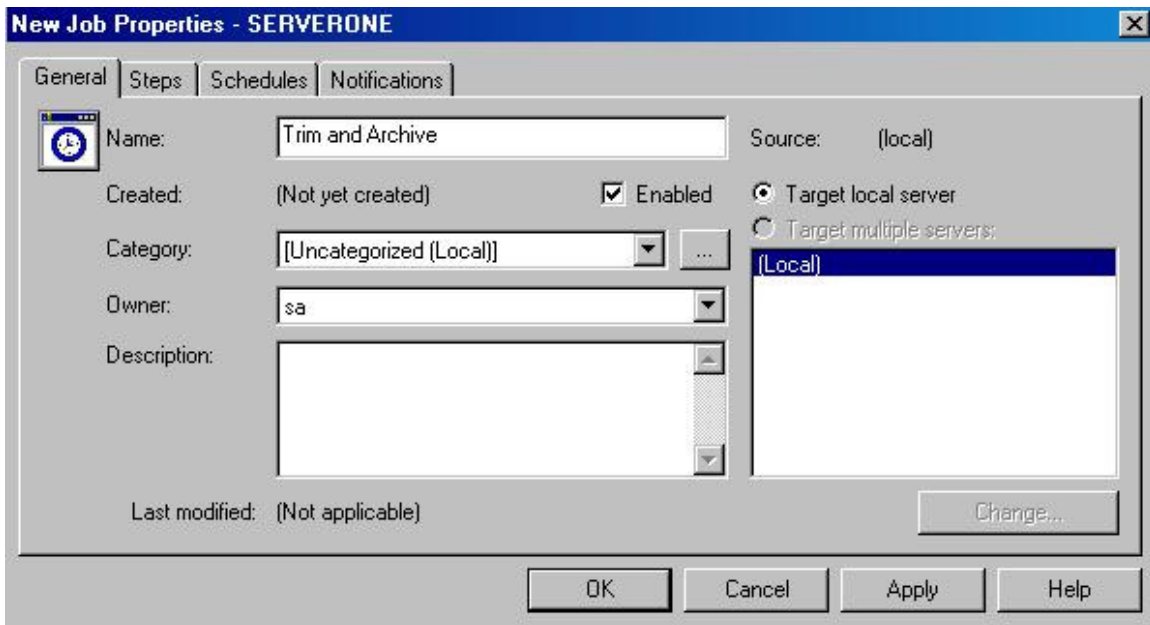 New Job Properties - SERVERONE
General Steps Schedules Notifications
Name: Trim and Archive Source: (local)
Created: (Not yet created) Enabled Target local server
Target multiple servers:
Category: [Uncategorized (Local)] ... (Local)
Owner: sa
Description:
Last modified: (Not applicable) Change...
OK Cancel Apply Help